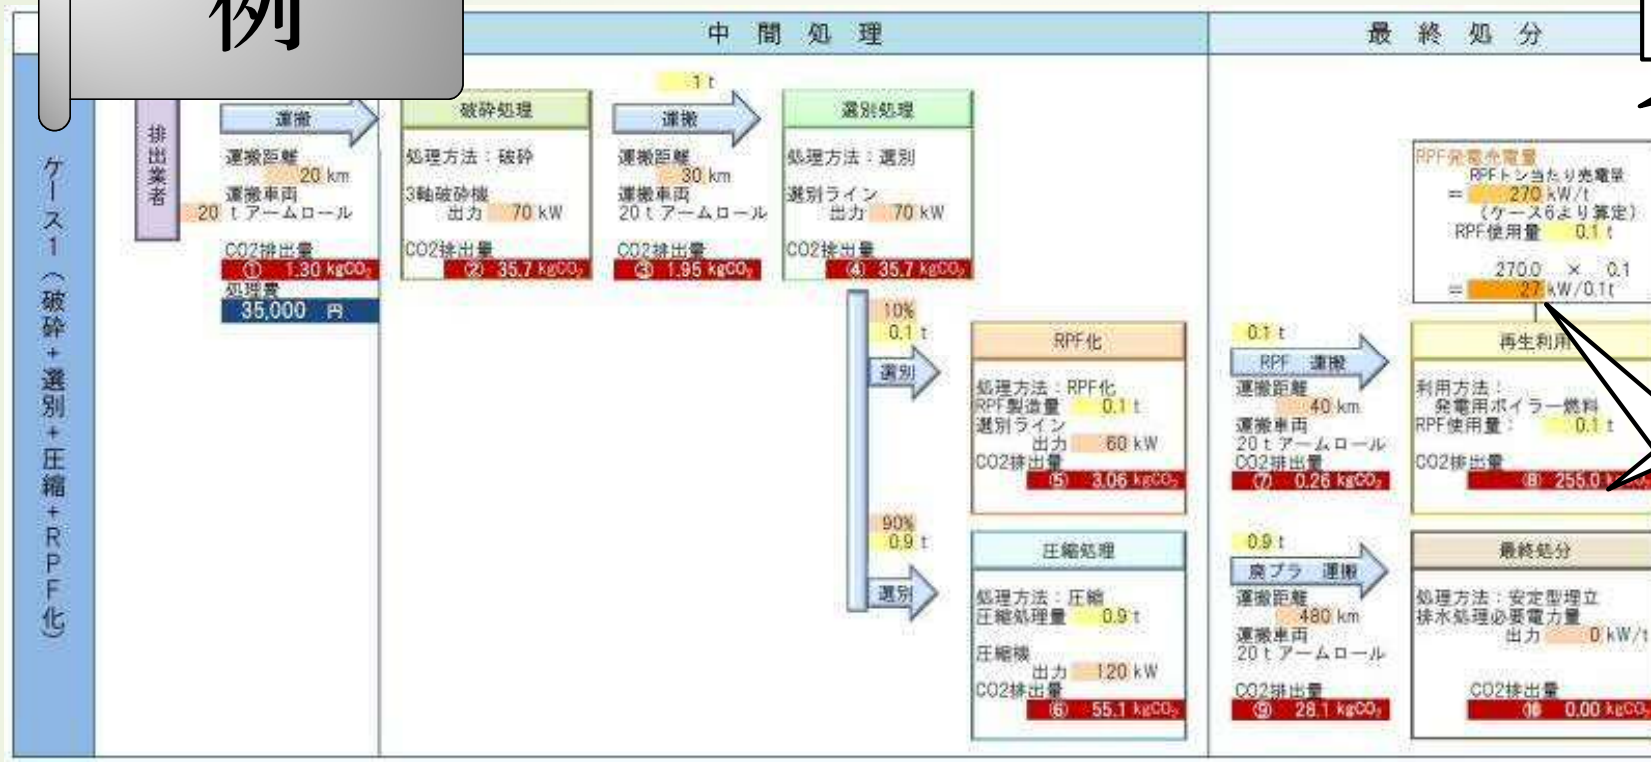 例
中間処理
最終処分
ケース1(破砕+選別+圧縮+RPF化)
排出業者
運搬
運搬距離
20 km
運搬車両
20 tアームロール
CO2排出量
① 1.30 kgCO₂
処理費
35,000 円
破砕処理
処理方法:破砕
3軸破砕機
出力 70 kW
CO2排出量
② 35.7 kgCO₂
1 t
運搬
運搬距離
30 km
運搬車両
20tアームロール
CO2排出量
③ 1.95 kgCO₂
選別処理
処理方法:選別
選別ライン
出力 70 kW
CO2排出量
④ 35.7 kgCO₂
10%
0.1 t
選別
RPF化
処理方法:RPF化
RPF製造量 0.1 t
選別ライン
出力 60 kW
CO2排出量
⑤ 3.06 kgCO₂
90%
0.9 t
選別
圧縮処理
処理方法:圧縮
圧縮処理量 0.9 t
圧縮機
出力 120 kW
CO2排出量
⑥ 55.1 kgCO₂
0.1 t
RPF 運搬
運搬距離
40 km
運搬車両
20tアームロール
CO2排出量
⑦ 0.26 kgCO₂
RPF発電売電量
RPFトン当たり売電量
= 270 kW/t
(ケース6より算定)
RPF使用量 0.1 t
270.0 × 0.1
= 27 kW/0.1t
再生利用
利用方法:
発電用ボイラー燃料
RPF使用量: 0.1 t
CO2排出量
⑧ 255.0
0.9 t
廃プラ 運搬
運搬距離
480 km
運搬車両
20tアームロール
CO2排出量
⑨ 28.1 kgCO₂
最終処分
処理方法:安定型埋立
排水処理必要電力量
出力 0 kW/t
CO2排出量
⑩ 0.00 kgCO₂